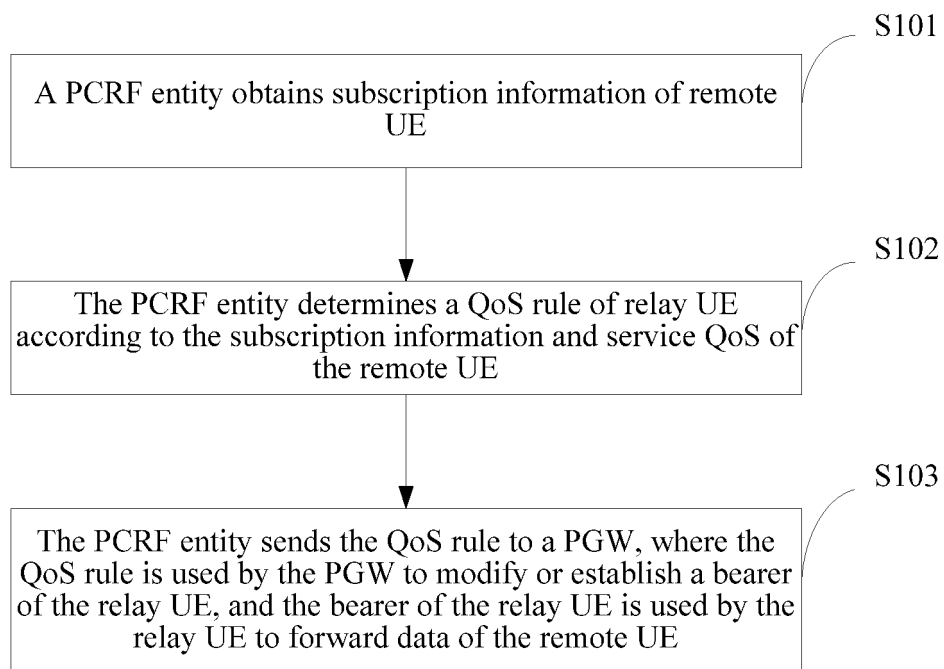 S101
A PCRF entity obtains subscription information of remote
UE
S102
The PCRF entity determines a QoS rule of relay UE
according to the subscription information and service QoS of
the remote UE
S103
The PCRF entity sends the QoS rule to a PGW, where the
QoS rule is used by the PGW to modify or establish a bearer
of the relay UE, and the bearer of the relay UE is used by the
relay UE to forward data of the remote UE